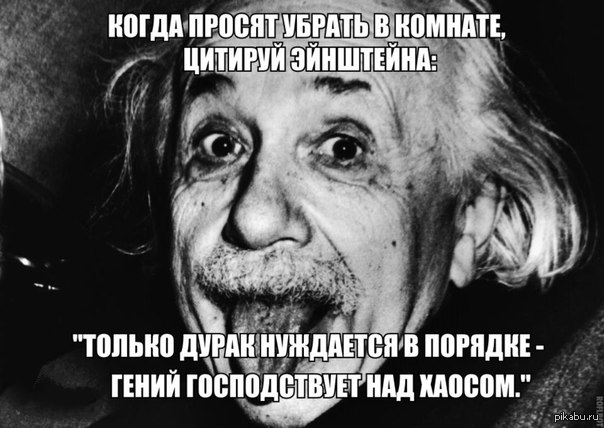 КОГДА ПРОСЯТ УБРАТЬ В КОМНАТЕ,
ЦИТИРУЙ ЭЙНШТЕЙНА:
"ТОЛЬКО ДУРАК НУЖДАЕТСЯ В ПОРЯДКЕ -
ГЕНИЙ ГОСПОДСТВУЕТ НАД ХАОСОМ."
pikabu.ru